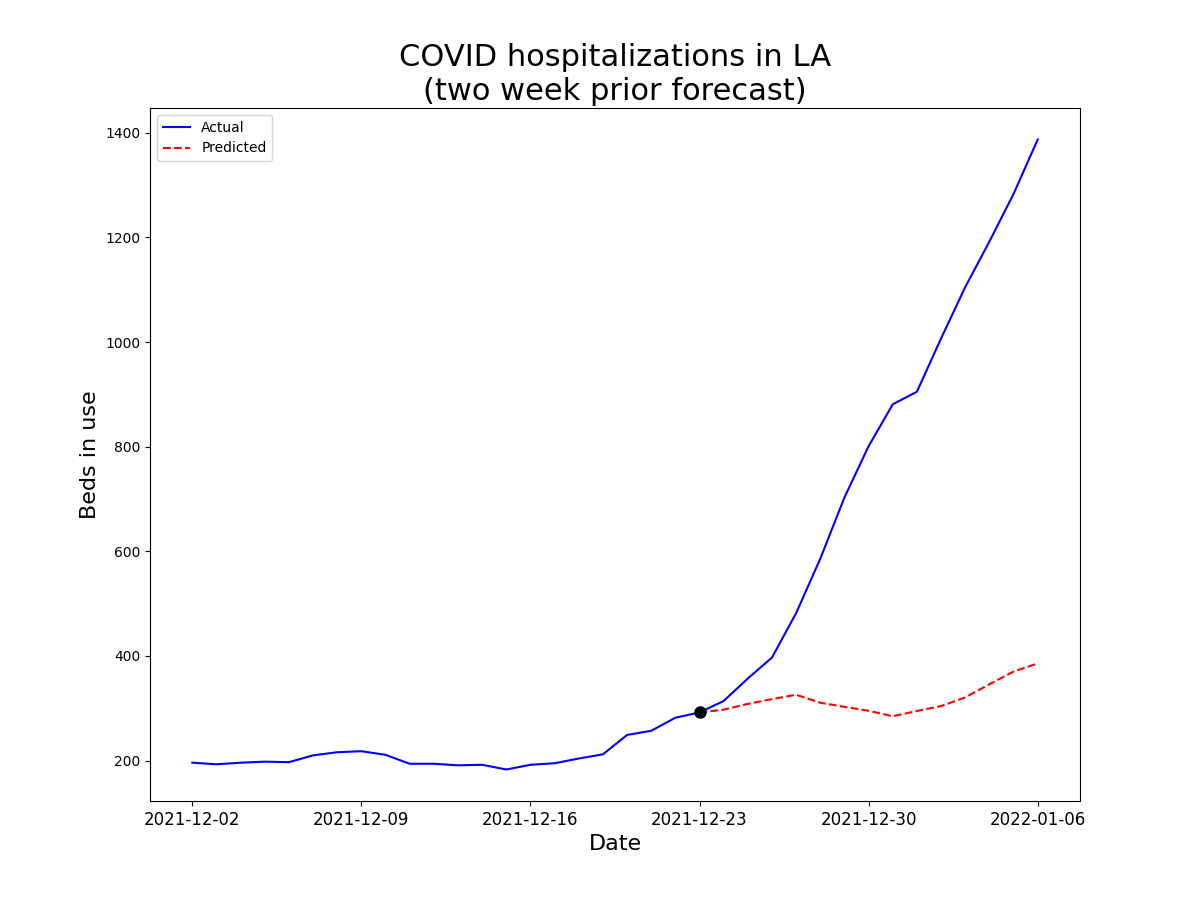 COVID hospitalizations in LA
(two week prior forecast)
Actual
Predicted
1400
1200
1000
800
600
400
200
Beds in use
2021-12-02 2021-12-09 2021-12-16 2021-12-23 2021-12-30 2022-01-06
Date